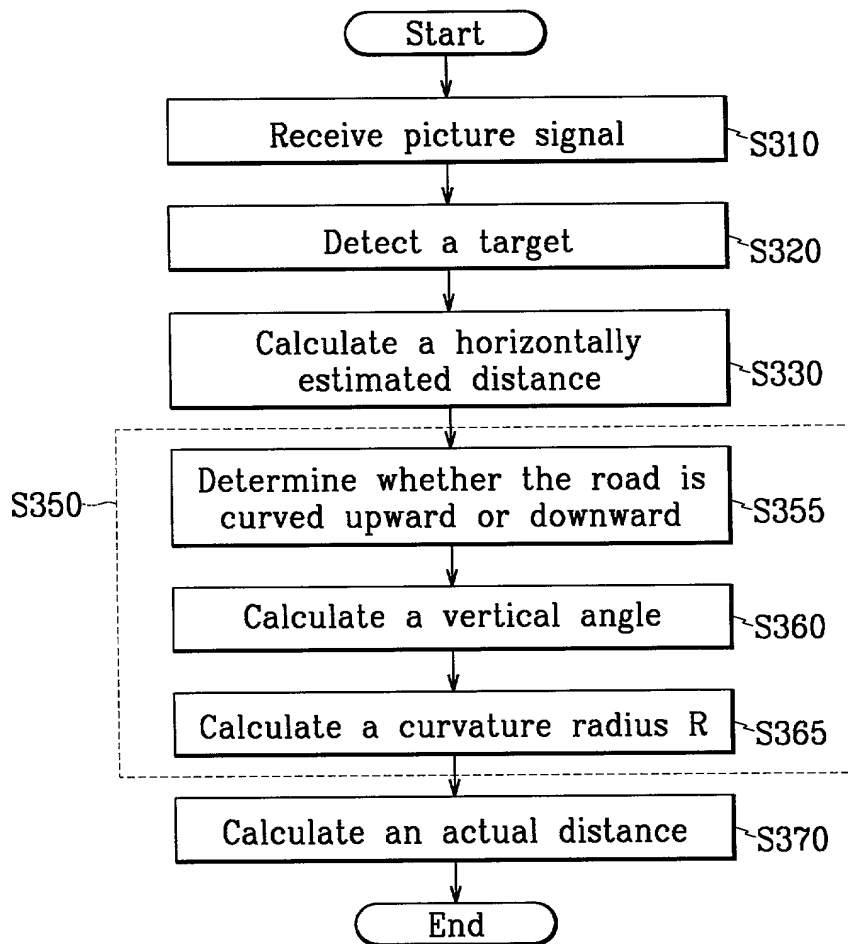 Start
Receive picture signal
S310
Detect a target
S320
Calculate a horizontally
estimated distance
S330
S350
Determine whether the road is
curved upward or downward
S355
Calculate a vertical angle
S360
Calculate a curvature radius R
S365
Calculate an actual distance
S370
End